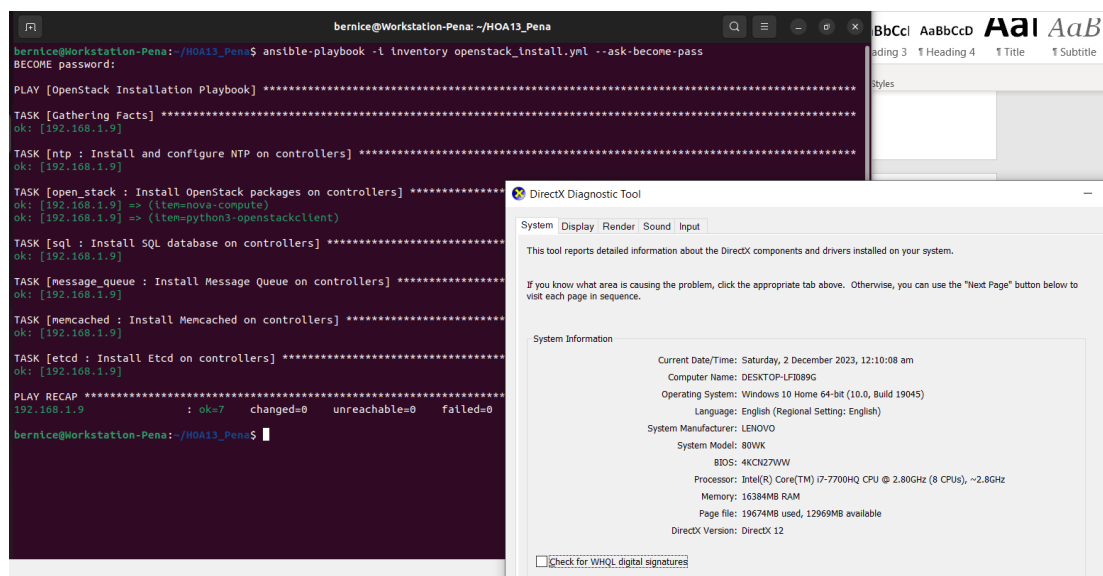 bernice@Workstation-Pena: ~/HOA13_Pena
bernice@Workstation-Pena:~/HOA13_Pena$ ansible-playbook -i inventory openstack_install.yml --ask-become-pass
BECOME password:
PLAY [OpenStack Installation Playbook] *********************************************************************************************
TASK [Gathering Facts] *************************************************************************************************************
ok: [192.168.1.9]
TASK [ntp : Install and configure NTP on controllers] ******************************************************************************
ok: [192.168.1.9]
TASK [open_stack : Install OpenStack packages on controllers] ***************
ok: [192.168.1.9] => (item=nova-compute)
ok: [192.168.1.9] => (item=python3-openstackclient)
TASK [sql : Install SQL database on controllers] ****************************
ok: [192.168.1.9]
TASK [message_queue : Install Message Queue on controllers] *****************
ok: [192.168.1.9]
TASK [memcached : Install Memcached on controllers] *************************
ok: [192.168.1.9]
TASK [etcd : Install Etcd on controllers] ***********************************
ok: [192.168.1.9]
PLAY RECAP ******************************************************************
192.168.1.9 : ok=7 changed=0 unreachable=0 failed=0
bernice@Workstation-Pena:~/HOA13_Pena$
BbCcI AaBbCcD AaI AaB
ading 3 ¶ Heading 4 ¶ Title ¶ Subtitle
Styles
DirectX Diagnostic Tool
System Display Render Sound Input
This tool reports detailed information about the DirectX components and drivers installed on your system.
If you know what area is causing the problem, click the appropriate tab above. Otherwise, you can use the "Next Page" button below to
visit each page in sequence.
System Information
Current Date/Time: Saturday, 2 December 2023, 12:10:08 am
Computer Name: DESKTOP-LFI089G
Operating System: Windows 10 Home 64-bit (10.0, Build 19045)
Language: English (Regional Setting: English)
System Manufacturer: LENOVO
System Model: 80WK
BIOS: 4KCN27WW
Processor: Intel(R) Core(TM) i7-7700HQ CPU @ 2.80GHz (8 CPUs), ~2.8GHz
Memory: 16384MB RAM
Page file: 19674MB used, 12969MB available
DirectX Version: DirectX 12
Check for WHQL digital signatures